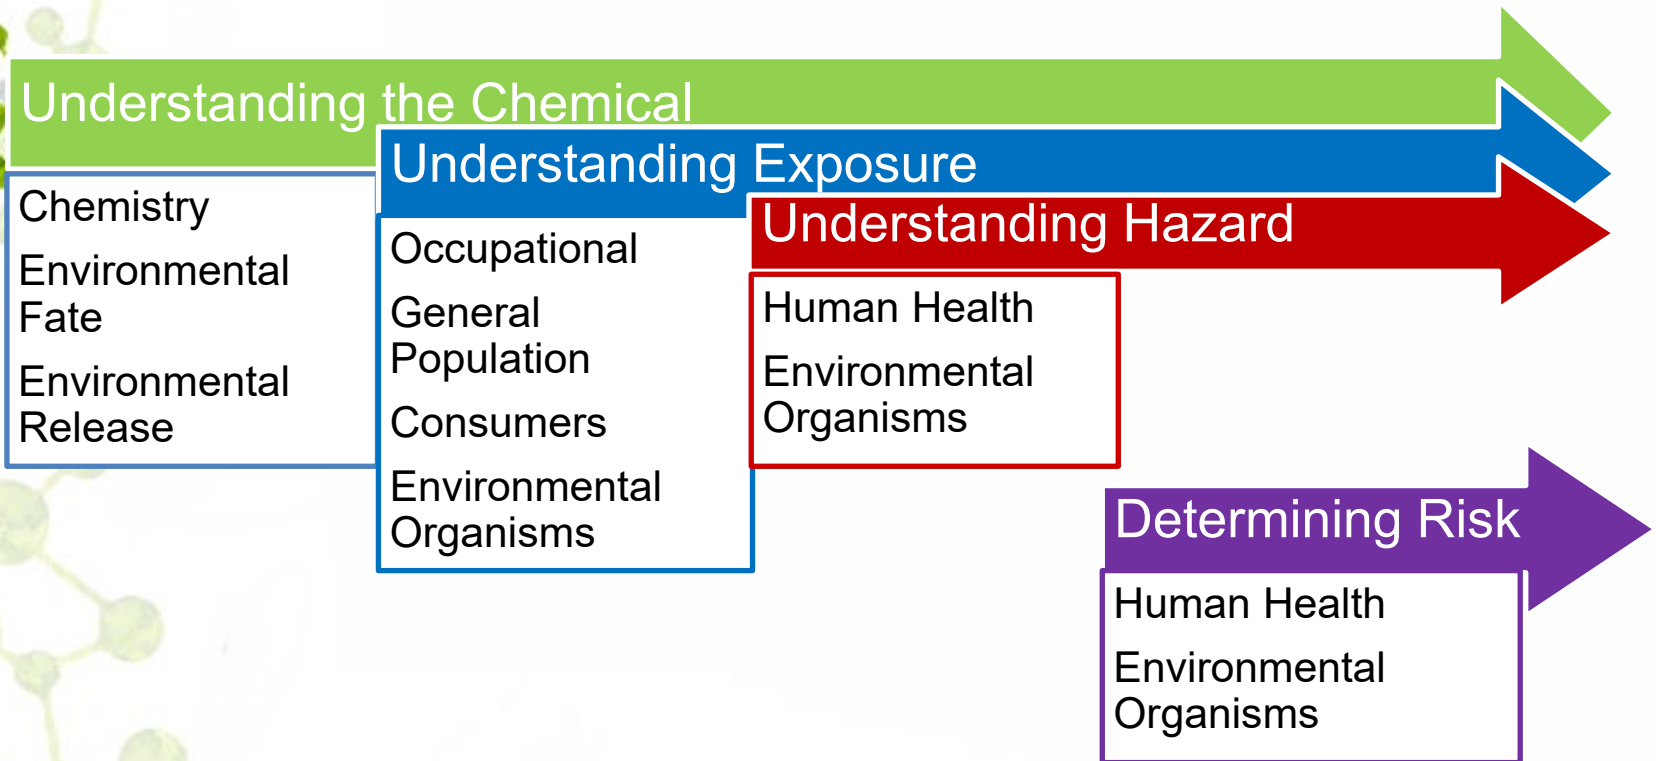 Understanding the Chemical
Chemistry
Environmental
Fate
Environmental
Release
Understanding Exposure
Occupational
General
Population
Consumers
Environmental
Organisms
Understanding Hazard
Human Health
Environmental
Organisms
Determining Risk
Human Health
Environmental
Organisms